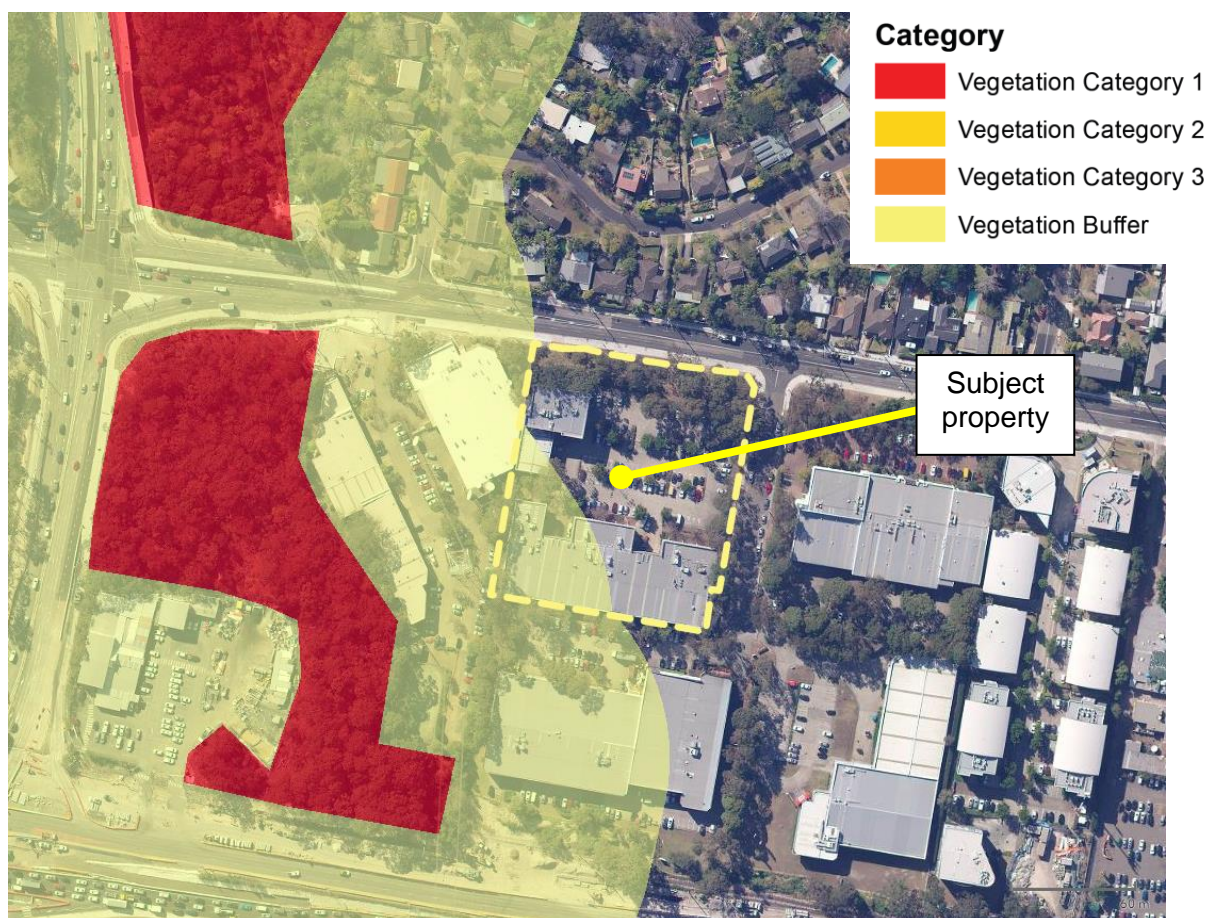 Category
Vegetation Category 1
Vegetation Category 2
Vegetation Category 3
Vegetation Buffer
Subject
property